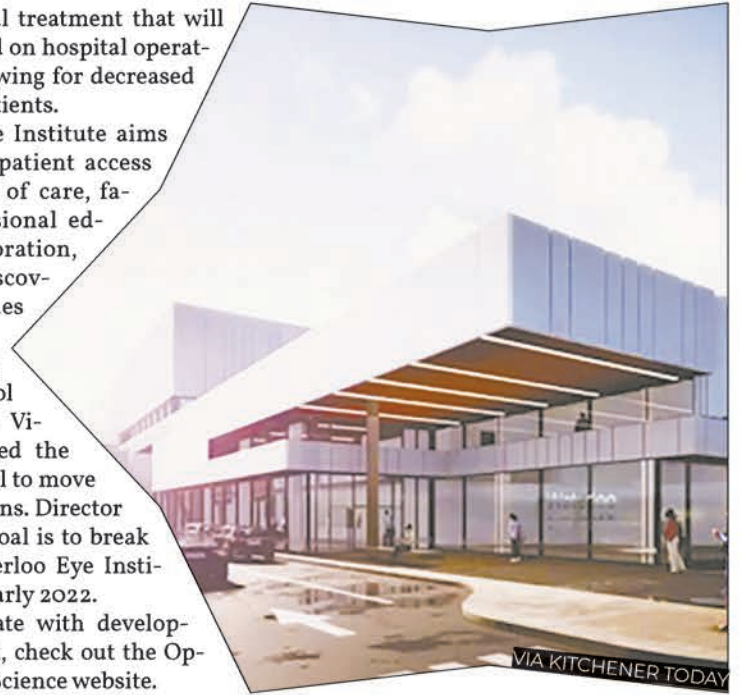 l treatment that will
on hospital operat-
wing for decreased
tients.
e Institute aims
patient access
of care, fa-
sional ed-
oration,
scov-
es
ol
Vi-
ed the
l to move
ns. Director
oal is to break
erloo Eye Insti-
arly 2022.
ate with develop-
, check out the Op-
Science website.
VIA KITCHENER TODAY